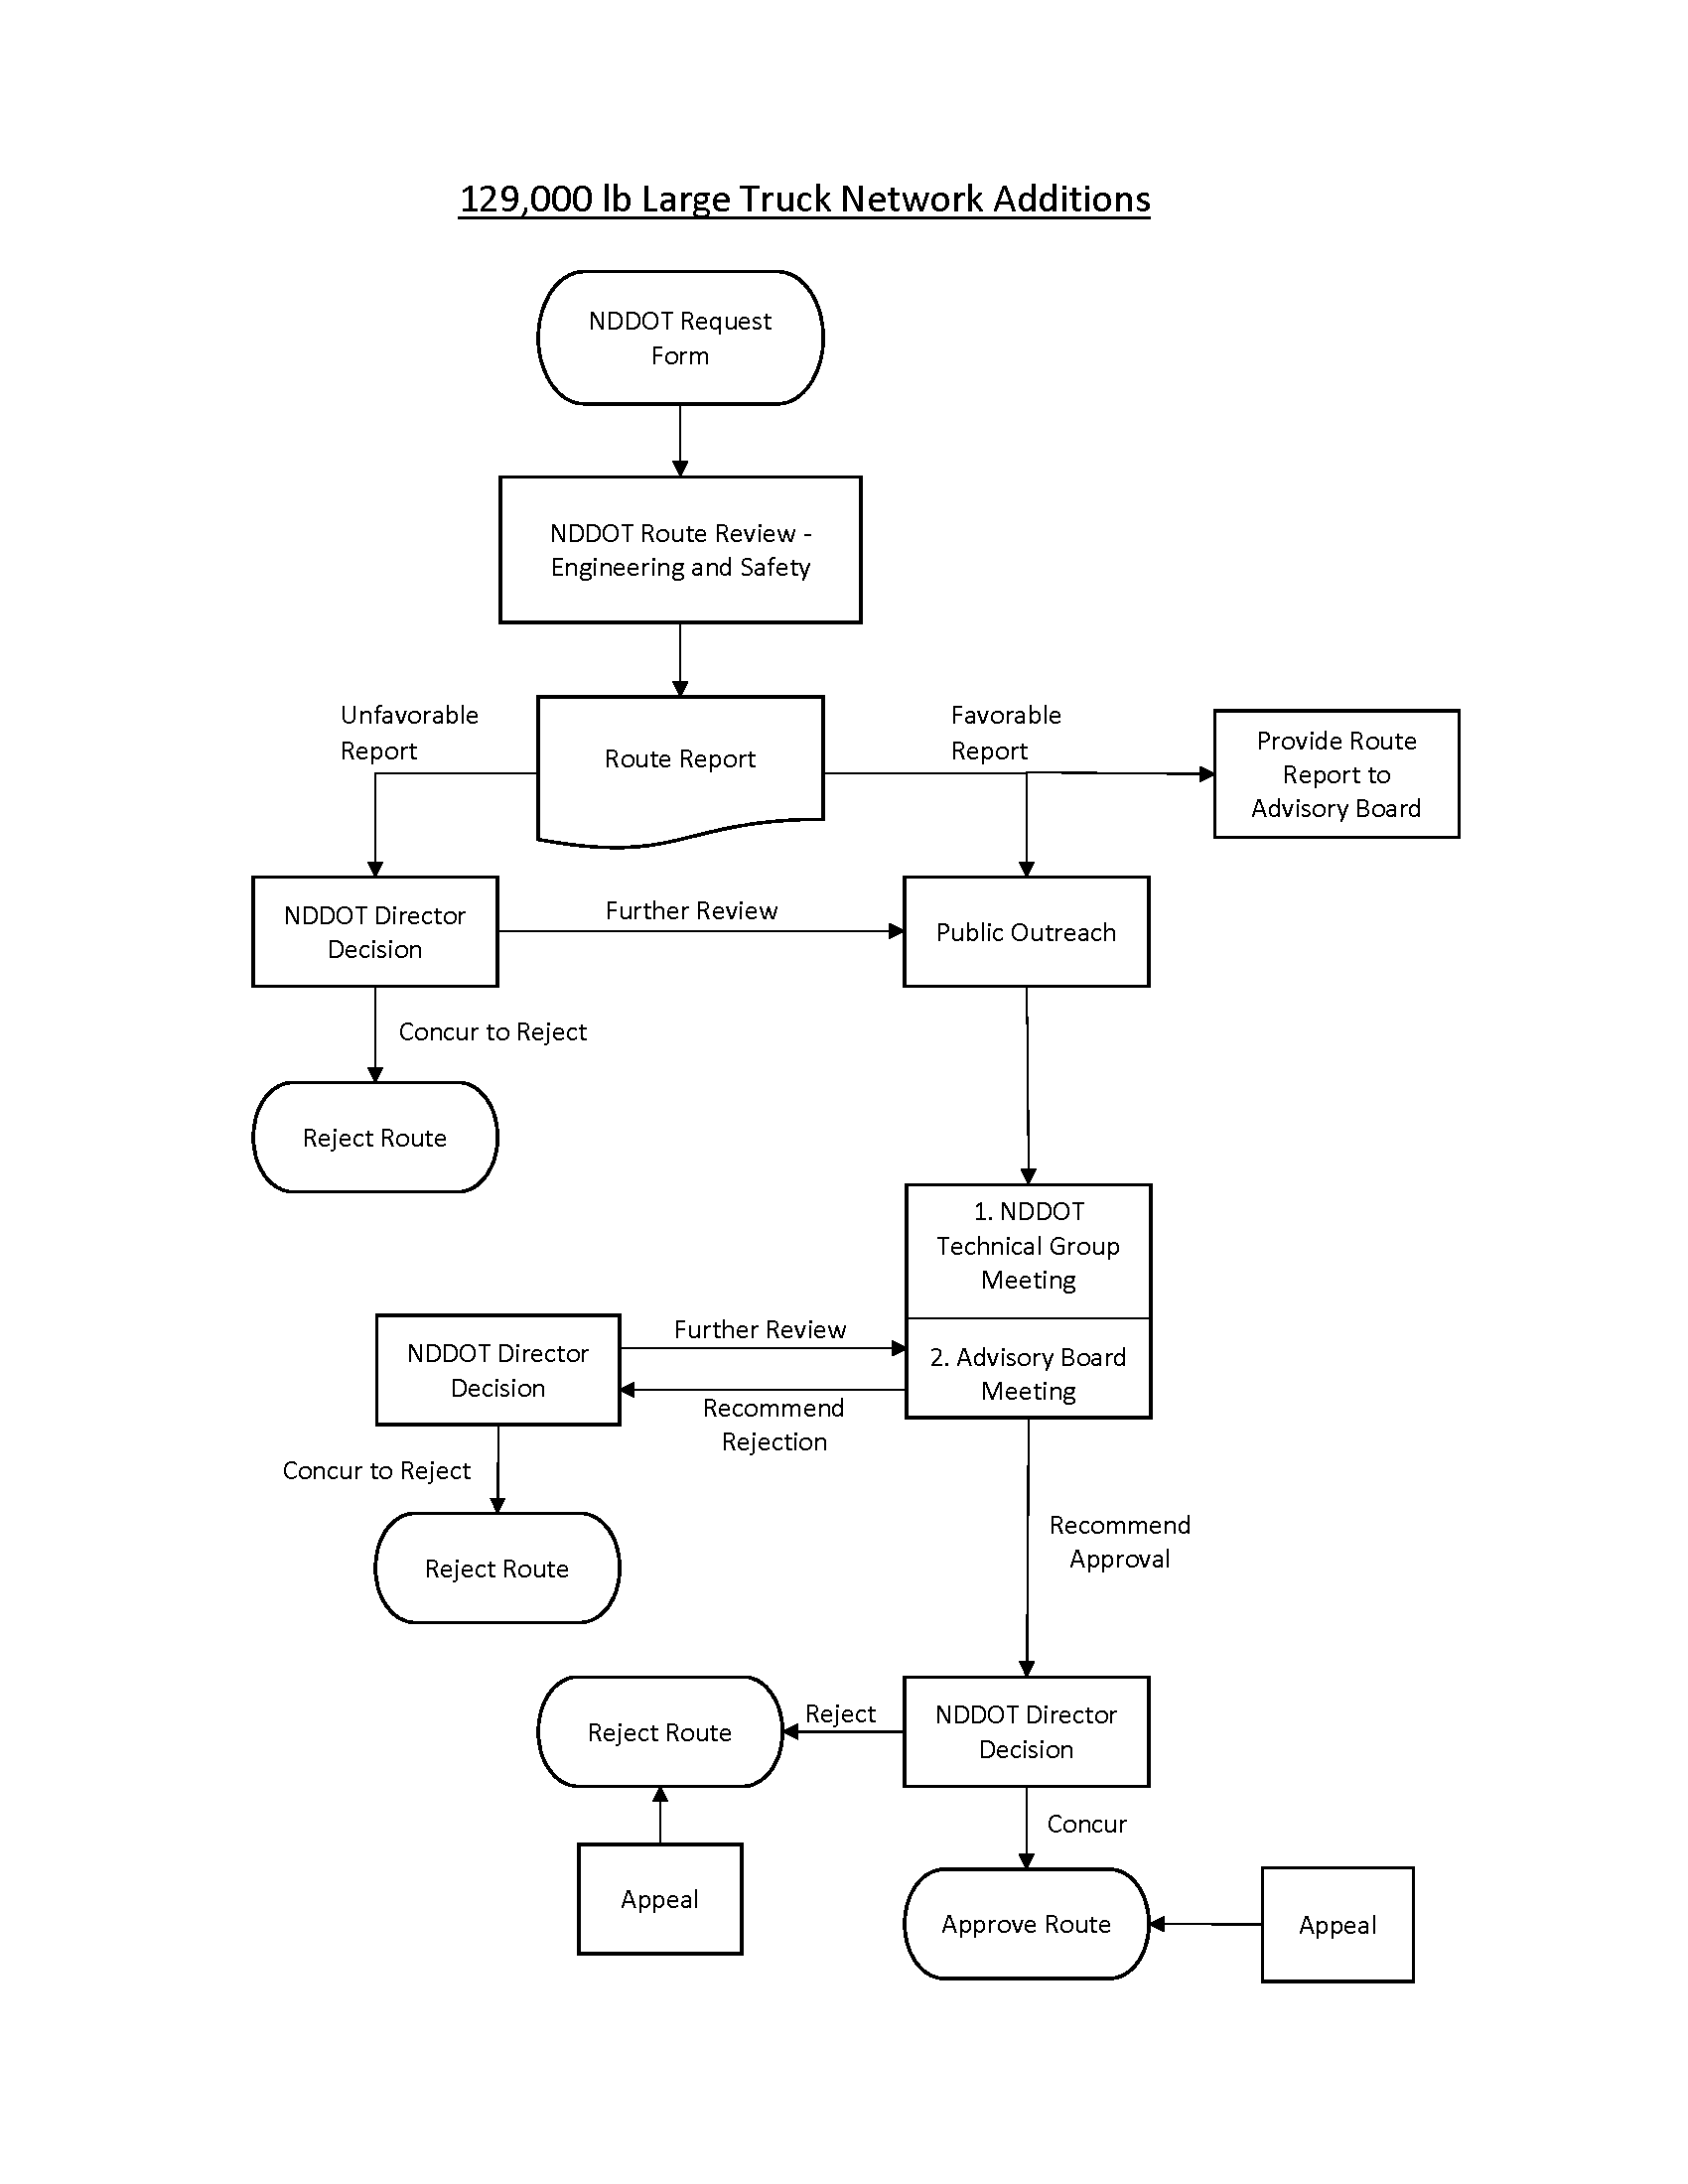 129,000 lb Large Truck Network Additions
NDDOT Request
Form
NDDOT Route Review -
Engineering and Safety
Unfavorable
Report
Route Report
Favorable
Report
Provide Route
Report to
Advisory Board
NDDOT Director
Decision
Further Review
Public Outreach
Concur to Reject
Reject Route
1. NDDOT
Technical Group
Meeting
2. Advisory Board
Meeting
NDDOT Director
Decision
Further Review
Recommend
Rejection
Concur to Reject
Reject Route
Recommend
Approval
Reject Route
Reject
NDDOT Director
Decision
Concur
Appeal
Approve Route
Appeal